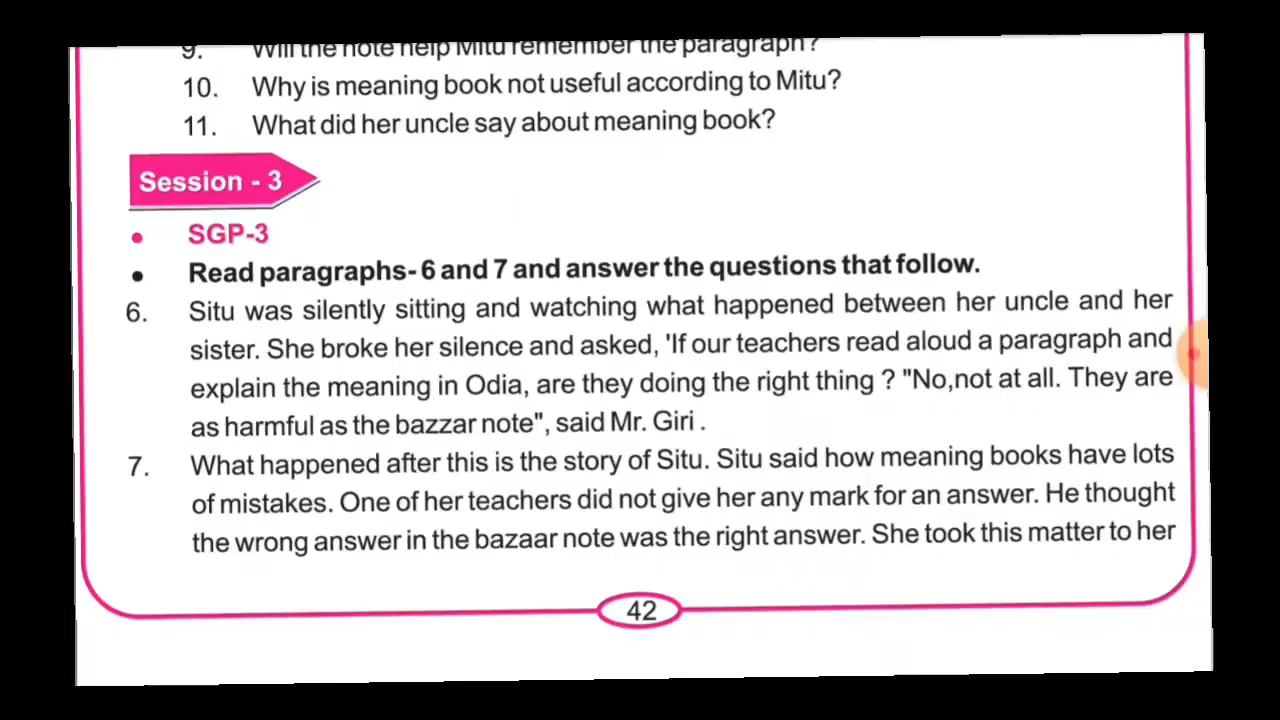 9. Will the note help Mitu remember the paragraph?
10. Why is meaning book not useful according to Mitu?
11. What did her uncle say about meaning book?
Session - 3
• SGP-3
• Read paragraphs- 6 and 7 and answer the questions that follow.
6. Situ was silently sitting and watching what happened between her uncle and her
sister. She broke her silence and asked, 'If our teachers read aloud a paragraph and
explain the meaning in Odia, are they doing the right thing ? "No,not at all. They are
as harmful as the bazzar note", said Mr. Giri .
7. What happened after this is the story of Situ. Situ said how meaning books have lots
of mistakes. One of her teachers did not give her any mark for an answer. He thought
the wrong answer in the bazaar note was the right answer. She took this matter to her
42